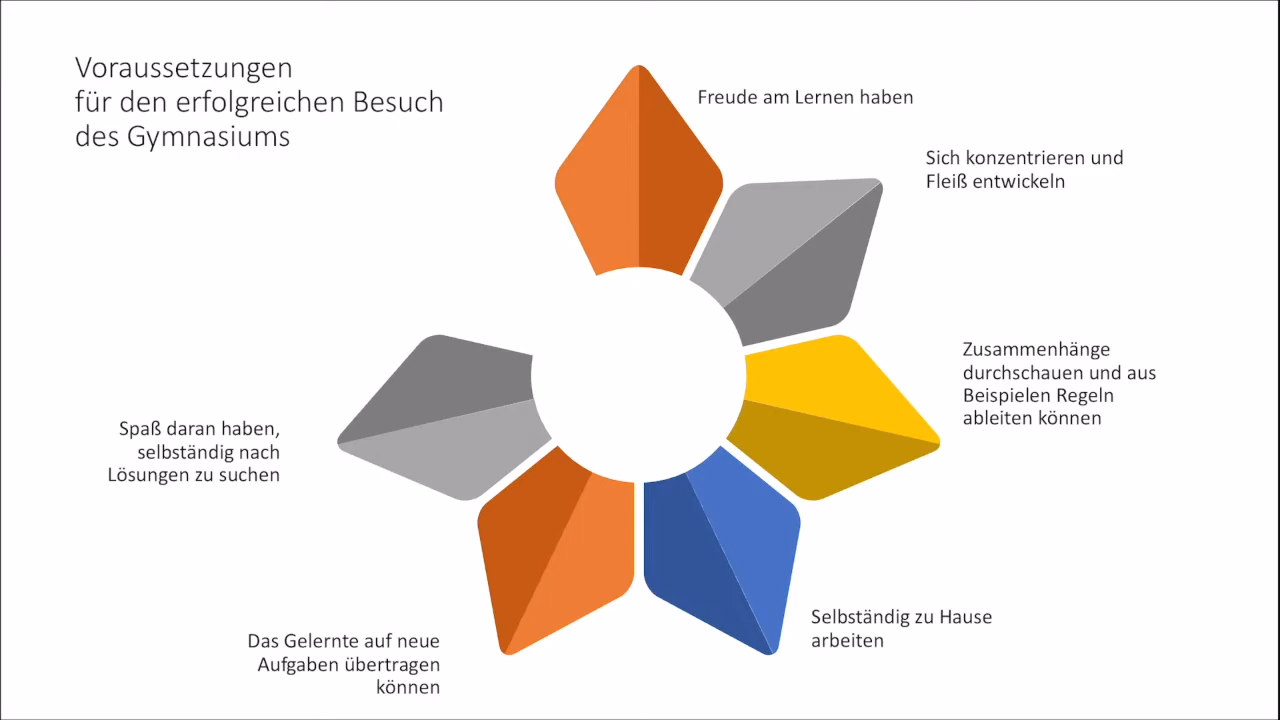 Voraussetzungen
für den erfolgreichen Besuch
des Gymnasiums
Freude am Lernen haben
Sich konzentrieren und
Fleiß entwickeln
Zusammenhänge
durchschauen und aus
Beispielen Regeln
ableiten können
Selbständig zu Hause
arbeiten
Das Gelernte auf neue
Aufgaben übertragen
können
Spaß daran haben,
selbständig nach
Lösungen zu suchen